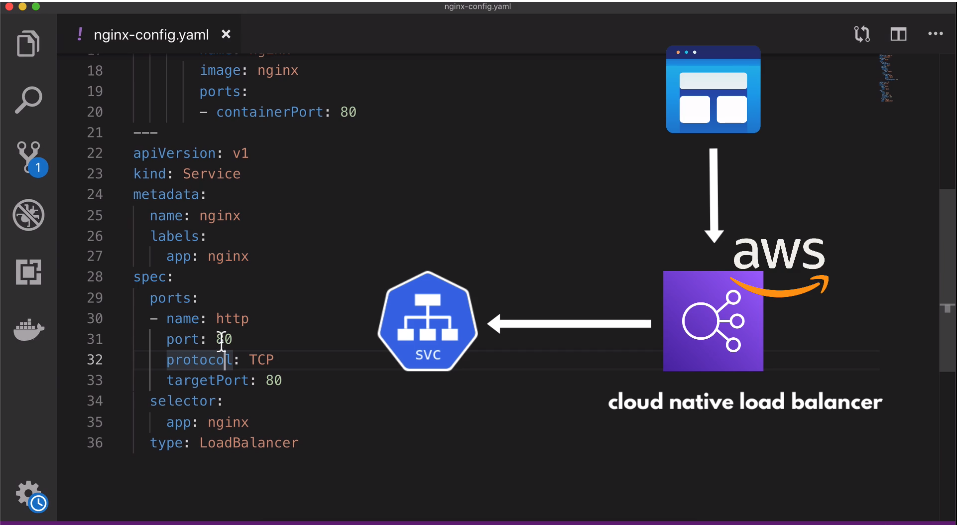 nginx-config.yaml
! nginx-config.yaml ×
18 image: nginx
19 ports:
20 - containerPort: 80
21 ---
22 apiVersion: v1
23 kind: Service
24 metadata:
25 name: nginx
26 labels:
27 app: nginx
28 spec:
29 ports:
30 - name: http
31 port: 80
32 protocol: TCP
33 targetPort: 80
34 selector:
35 app: nginx
36 type: LoadBalancer
1
aws
svc
cloud native load balancer